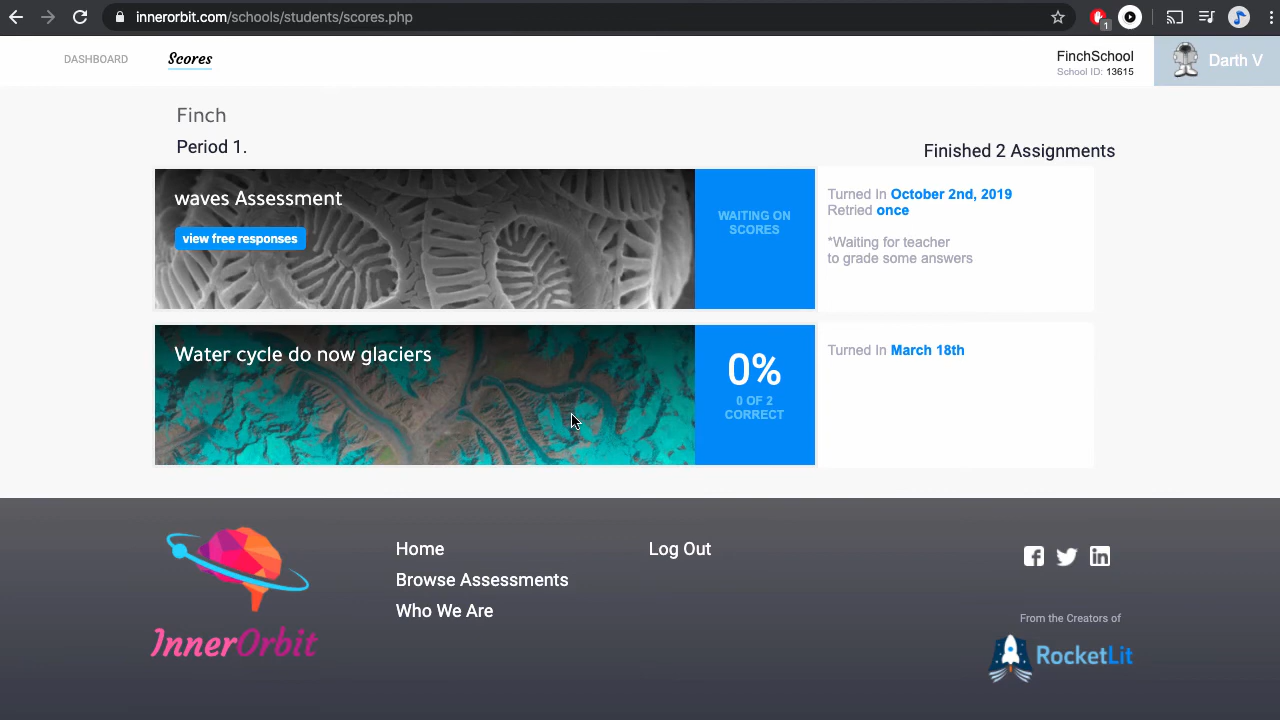 innerorbit.com/schools/students/scores.php
1
DASHBOARD
Scores
FinchSchool
School ID: 13615
Darth V
Finch
Period 1.
Finished 2 Assignments
waves Assessment
view free responses
WAITING ON
SCORES
Turned In October 2nd, 2019
Retried once
*Waiting for teacher
to grade some answers
Water cycle do now glaciers
0%
0 OF 2
CORRECT
Turned In March 18th
InnerOrbit
Home
Browse Assessments
Who We Are
Log Out
From the Creators of
RocketLit